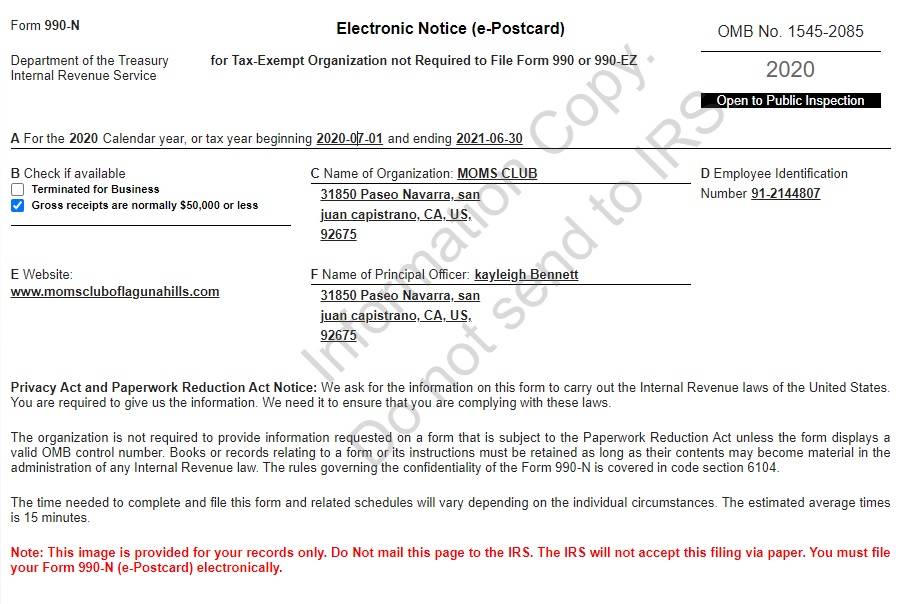 Form 990-N
Electronic Notice (e-Postcard)
OMB No. 1545-2085
Department of the Treasury
Internal Revenue Service
for Tax-Exempt Organization not Required to File Form 990 or 990-EZ
2020
Open to Public Inspection
A For the 2020 Calendar year, or tax year beginning 2020-07-01 and ending 2021-06-30
B Check if available
Terminated for Business
Gross receipts are normally $50,000 or less
C Name of Organization: MOMS CLUB
31850 Paseo Navarra, san
juan capistrano, CA, US,
92675
D Employee Identification
Number 91-2144807
E Website:
www.momscluboflagunahills.com
F Name of Principal Officer: kayleigh Bennett
31850 Paseo Navarra, san
juan capistrano, CA, US,
92675
Information Copy.
Do not send to IRS.
Privacy Act and Paperwork Reduction Act Notice: We ask for the information on this form to carry out the Internal Revenue laws of the United States.
You are required to give us the information. We need it to ensure that you are complying with these laws.
The organization is not required to provide information requested on a form that is subject to the Paperwork Reduction Act unless the form displays a
valid OMB control number. Books or records relating to a form or its instructions must be retained as long as their contents may become material in the
administration of any Internal Revenue law. The rules governing the confidentiality of the Form 990-N is covered in code section 6104.
The time needed to complete and file this form and related schedules will vary depending on the individual circumstances. The estimated average times
is 15 minutes.
Note: This image is provided for your records only. Do Not mail this page to the IRS. The IRS will not accept this filing via paper. You must file
your Form 990-N (e-Postcard) electronically.